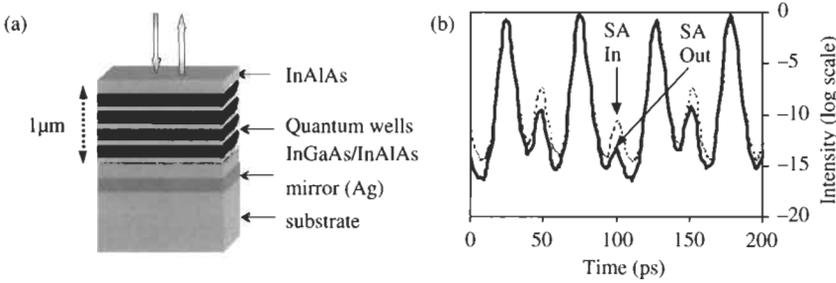 (a)
InAlAs
1µm
Quantum wells
InGaAs/InAlAs
mirror (Ag)
substrate
(b)
SA
In
SA
Out
0
−5
−10
−15
−20
Intensity (log scale)
0
50
100
150
200
Time (ps)